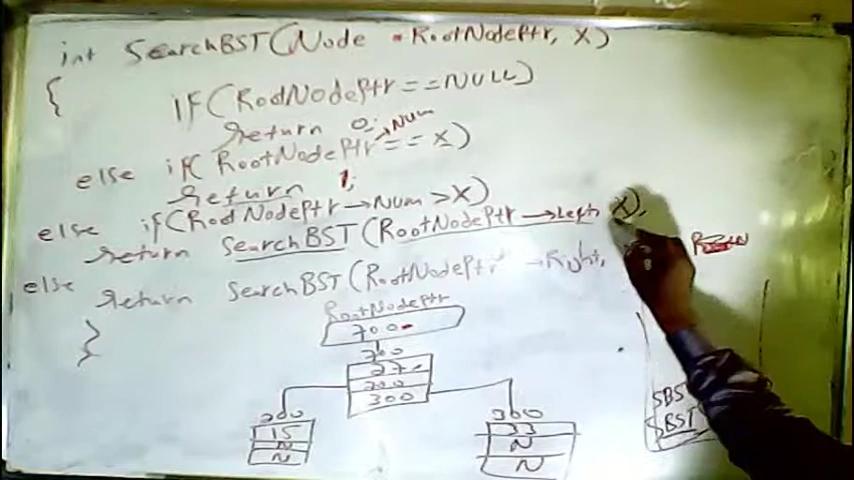 int SearchBST(Node * RootNodePtr, X)
{
if(RootNodePtr==NULL)
return 0;
else if( RootNodePtr→Num == X)
return 1;
else if(RootNodePtr→Num >X)
return SearchBST(RootNodePtr→Left, X);
else
return SearchBST(RootNodePtr→Right,
}
RootNodePtr
700
700
27
200
300
200
15
N
N
300
33
N
N
SBS
SBST